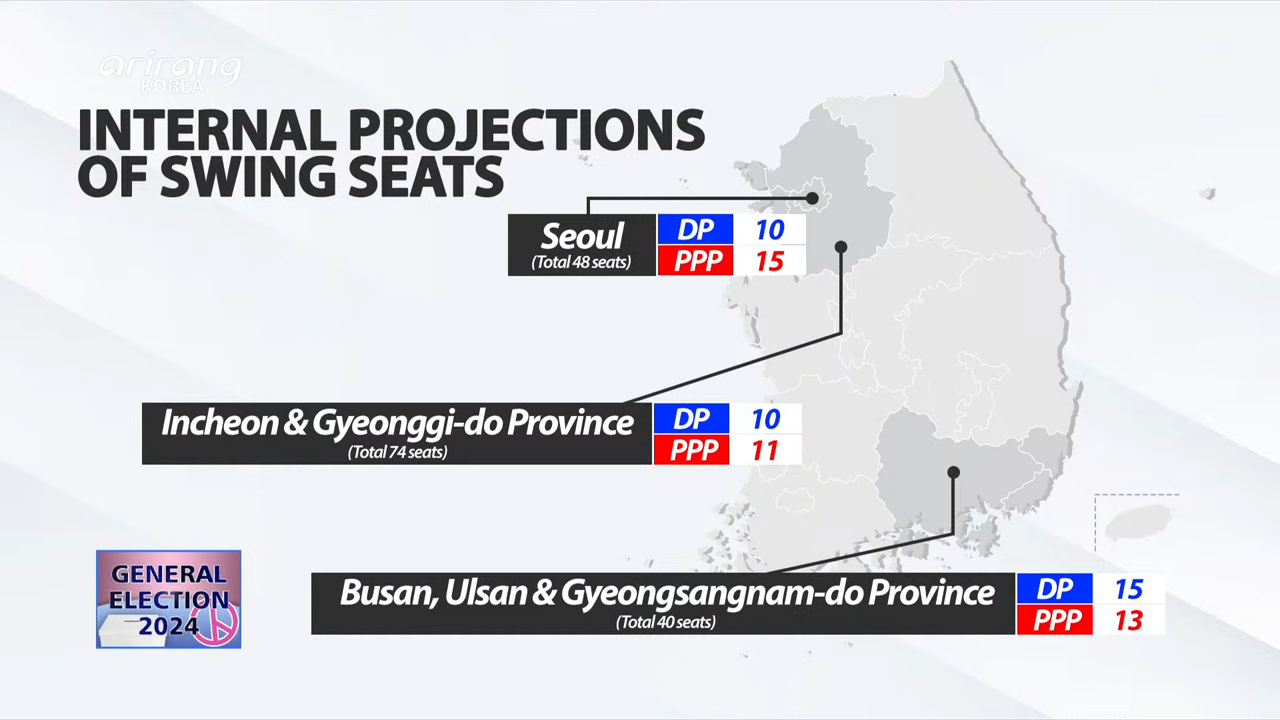 arirang
KOREA
INTERNAL PROJECTIONS
OF SWING SEATS
Seoul
(Total 48 seats)
DP 10
PPP 15
Incheon & Gyeonggi-do Province
(Total 74 seats)
DP 10
PPP 11
Busan, Ulsan & Gyeongsangnam-do Province
(Total 40 seats)
DP 15
PPP 13
GENERAL
ELECTION
2024